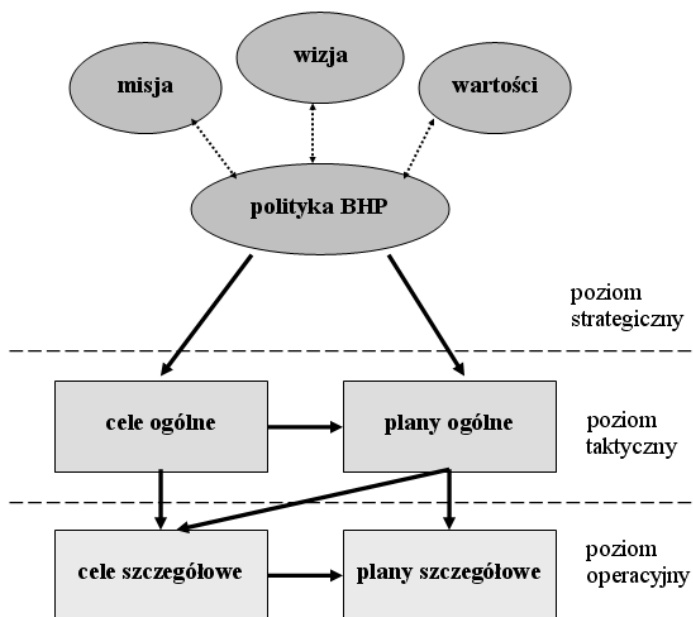 wizja
misja
wartości
polityka BHP
poziom
strategiczny
cele ogólne
plany ogólne
poziom
taktyczny
cele szczegółowe
plany szczegółowe
poziom
operacyjny